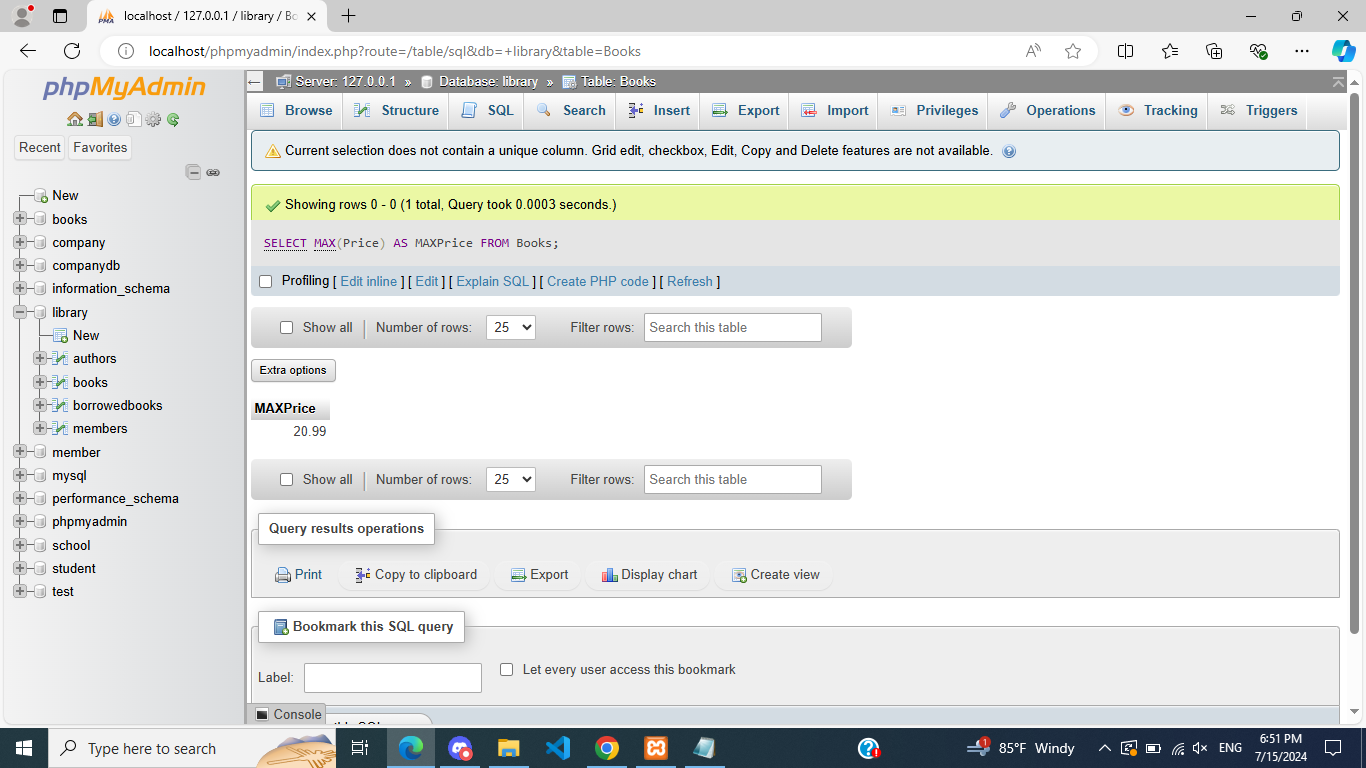 localhost / 127.0.0.1 / library / Bo
localhost/phpmyadmin/index.php?route=/table/sql&db=+library&table=Books
phpMyAdmin
Recent Favorites
New
books
company
companydb
information_schema
library
New
authors
books
borrowedbooks
members
member
mysql
performance_schema
phpmyadmin
school
student
test
Server: 127.0.0.1 » Database: library » Table: Books
Browse Structure SQL Search Insert Export Import Privileges Operations Tracking Triggers
Current selection does not contain a unique column. Grid edit, checkbox, Edit, Copy and Delete features are not available.
Showing rows 0 - 0 (1 total, Query took 0.0003 seconds.)
SELECT MAX(Price) AS MAXPrice FROM Books;
Profiling [ Edit inline ] [ Edit ] [ Explain SQL ] [ Create PHP code ] [ Refresh ]
Show all Number of rows: 25 Filter rows: Search this table
Extra options
MAXPrice
20.99
Show all Number of rows: 25 Filter rows: Search this table
Query results operations
Print Copy to clipboard Export Display chart Create view
Bookmark this SQL query
Label: Let every user access this bookmark
Console
Type here to search
1 85°F Windy ENG
6:51 PM
7/15/2024